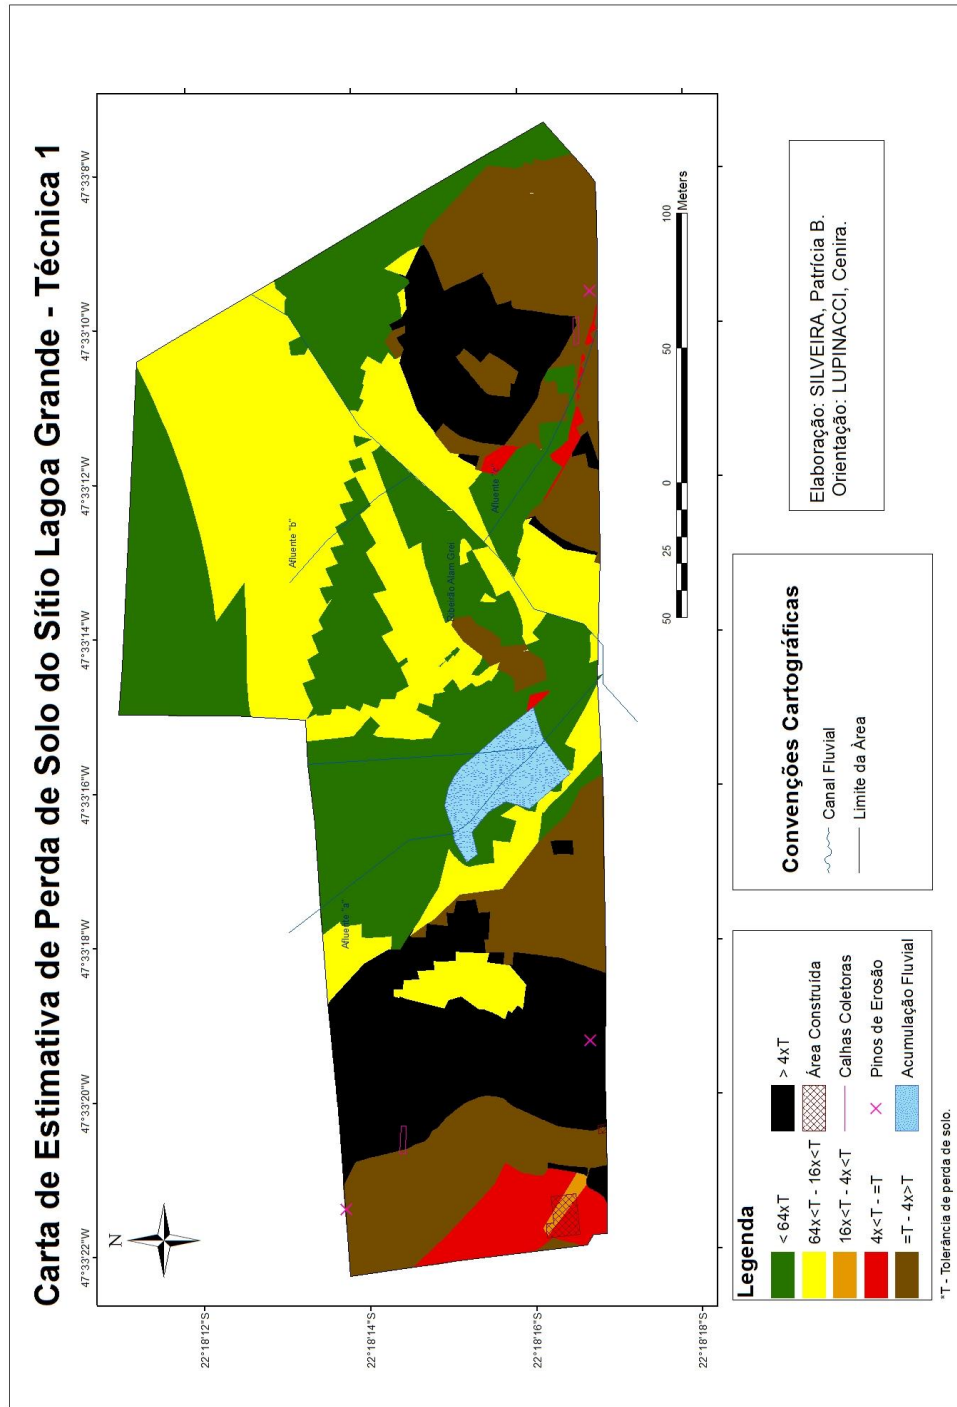 Carta de Estimativa de Perda de Solo do Sítio Lagoa Grande - Técnica 1
N
47°33'22"W
47°33'20"W
47°33'18"W
47°33'16"W
47°33'14"W
47°33'12"W
47°33'10"W
47°33'8"W
22°18'12"S
22°18'14"S
22°18'16"S
22°18'18"S
Afluente "a"
Afluente "b"
Ribeirão Alam Grei
Afluente
50
25
0
50
100
Meters
Legenda
< 64xT
64x<T - 16x<T
16x<T - 4x<T
4x<T - =T
=T - 4x>T
> 4xT
Área Construída
Calhas Coletoras
Pinos de Erosão
Acumulação Fluvial
*T - Tolerância de perda de solo.
Convenções Cartográficas
Canal Fluvial
Limite da Àrea
Elaboração: SILVEIRA, Patrícia B.
Orientação: LUPINACCI, Cenira.